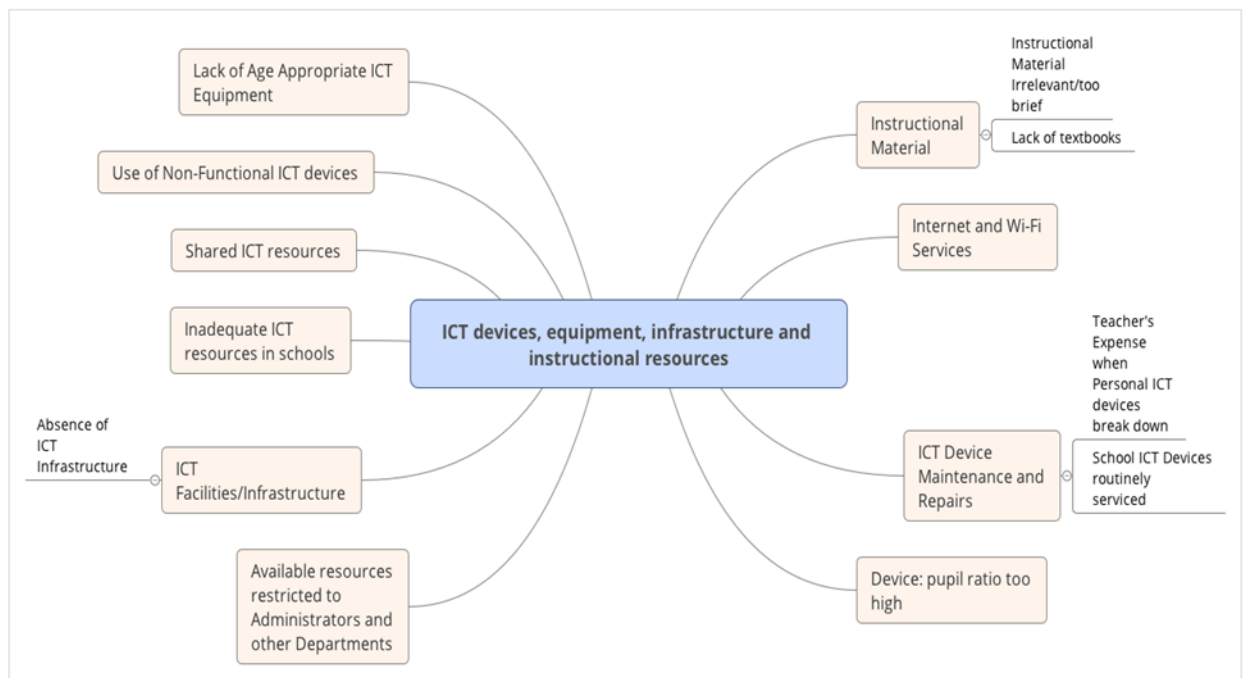 Lack of Age Appropriate ICT
Equipment
Use of Non-Functional ICT devices
Shared ICT resources
Inadequate ICT
resources in schools
Absence of
ICT
Infrastructure
ICT
Facilities/Infrastructure
Available resources
restricted to
Administrators and
other Departments
ICT devices, equipment, infrastructure and
instructional resources
Instructional
Material
Instructional
Material
Irrelevant/too
brief
Lack of textbooks
Internet and Wi-Fi
Services
ICT Device
Maintenance and
Repairs
Teacher's
Expense
when
Personal ICT
devices
break down
School ICT Devices
routinely
serviced
Device: pupil ratio too
high